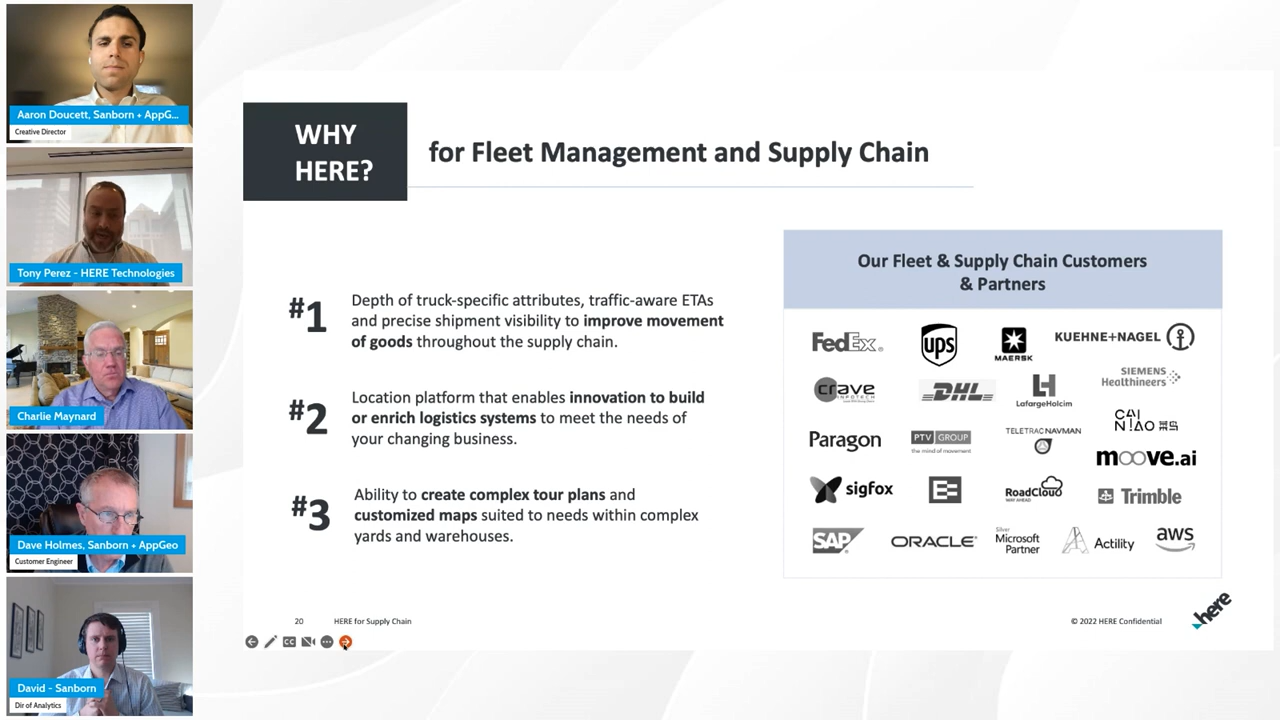 Aaron Doucett, Sanborn + AppG...
Creative Director
Tony Perez - HERE Technologies
Charlie Maynard
Dave Holmes, Sanborn + AppGeo
Customer Engineer
David - Sanborn
Dir of Analytics
WHY
HERE?
for Fleet Management and Supply Chain
#1
Depth of truck-specific attributes, traffic-aware ETAs
and precise shipment visibility to improve movement
of goods throughout the supply chain.
#2
Location platform that enables innovation to build
or enrich logistics systems to meet the needs of
your changing business.
#3
Ability to create complex tour plans and
customized maps suited to needs within complex
yards and warehouses.
Our Fleet & Supply Chain Customers
& Partners
FedEx®
ups
MAERSK
KUEHNE+NAGEL
crave
INFOTECH
DHL
LafargeHolcim
SIEMENS
Healthineers
Paragon
PTV GROUP
the mind of movement
TELETRAC NAVMAN
CAI
NIAO
moove.ai
sigfox
RoadCloud
WAY AHEAD
Trimble
SAP
ORACLE
Silver
Microsoft
Partner
Actility
aws
20
HERE for Supply Chain
© 2022 HERE Confidential
here
CC